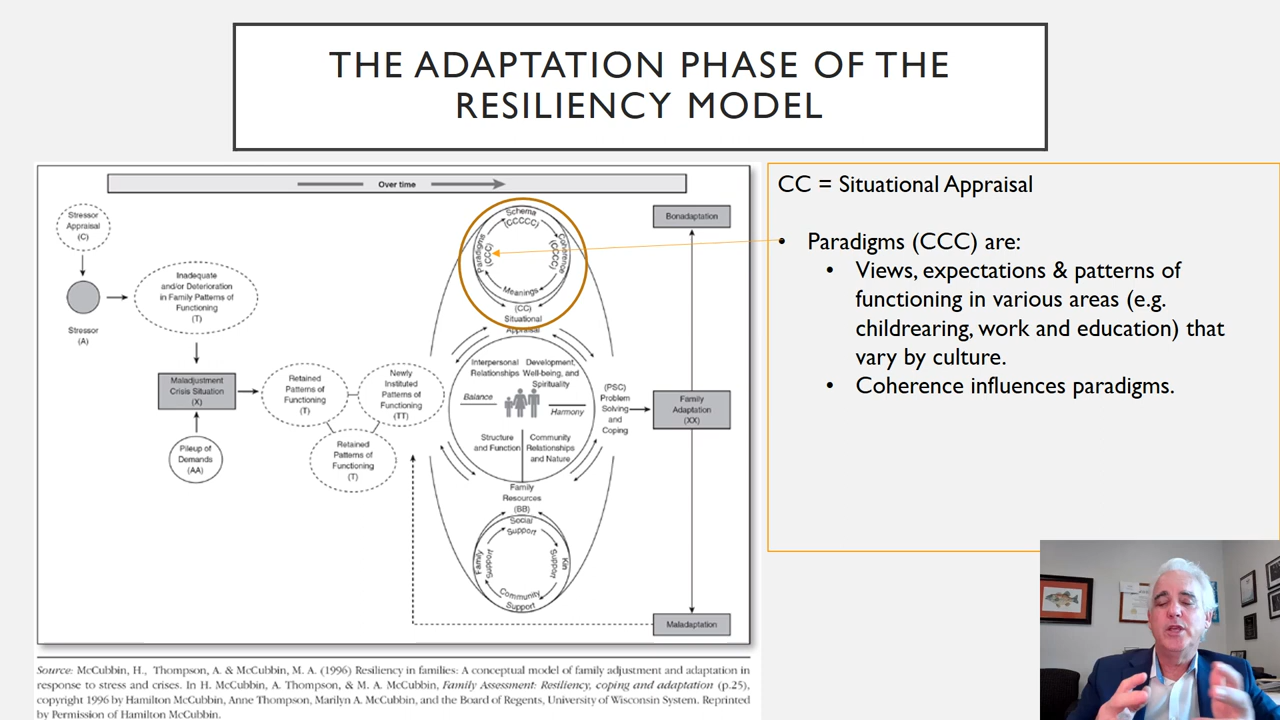 THE ADAPTATION PHASE OF THE
RESILIENCY MODEL
Over time
Stressor
Appraisal
(C)
Stressor
(A)
Inadequate
and/or Deterioration
in Family Patterns of
Functioning
(T)
Maladjustment
Crisis Situation
(X)
Pileup of
Demands
(AA)
Retained
Patterns of
Functioning
(T)
Newly
Instituted
Patterns of
Functioning
(TT)
Retained
Patterns of
Functioning
(T)
Schema
(CCCCC)
Paradigms
(CCC)
Coherence
(CCCC)
Meanings
(CC)
Situational
Appraisal
Interpersonal
Relationships
Development,
Well-being, and
Spirituality
Balance
Harmony
Structure
and Function
Community
Relationships
and Nature
(PSC)
Problem
Solving
and
Coping
Family
Resources
(BB)
Social
Support
Family
Support
Kin
Support
Community
Support
Bonadaptation
Family
Adaptation
(XX)
Maladaptation
CC = Situational Appraisal
• Paradigms (CCC) are:
• Views, expectations & patterns of
functioning in various areas (e.g.
childrearing, work and education) that
vary by culture.
• Coherence influences paradigms.
Source: McCubbin, H., Thompson, A. & McCubbin, M. A. (1996) Resiliency in families: A conceptual model of family adjustment and adaptation in
response to stress and crises. In H. McCubbin, A. Thompson, & M. A. McCubbin, Family Assessment: Resiliency, coping and adaptation (p.25),
copyright 1996 by Hamilton McCubbin, Anne Thompson, Marilyn A. McCubbin, and the Board of Regents, University of Wisconsin System. Reprinted
by Permission of Hamilton McCubbin.